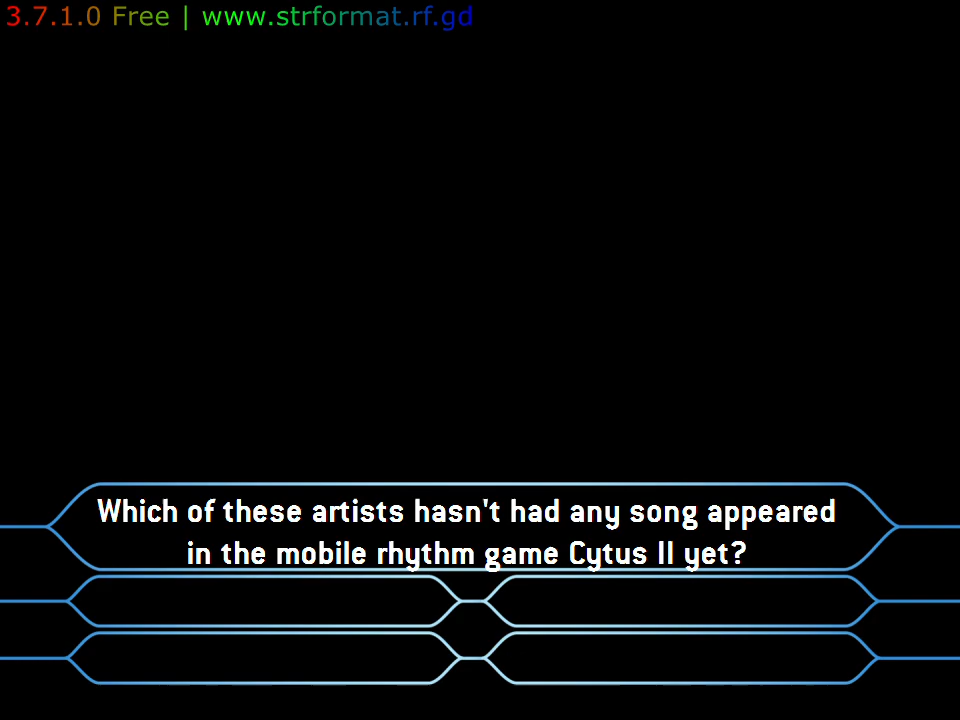 3.7.1.0 Free | www.strformat.rf.gd
Which of these artists hasn't had any song appeared
in the mobile rhythm game Cytus II yet?